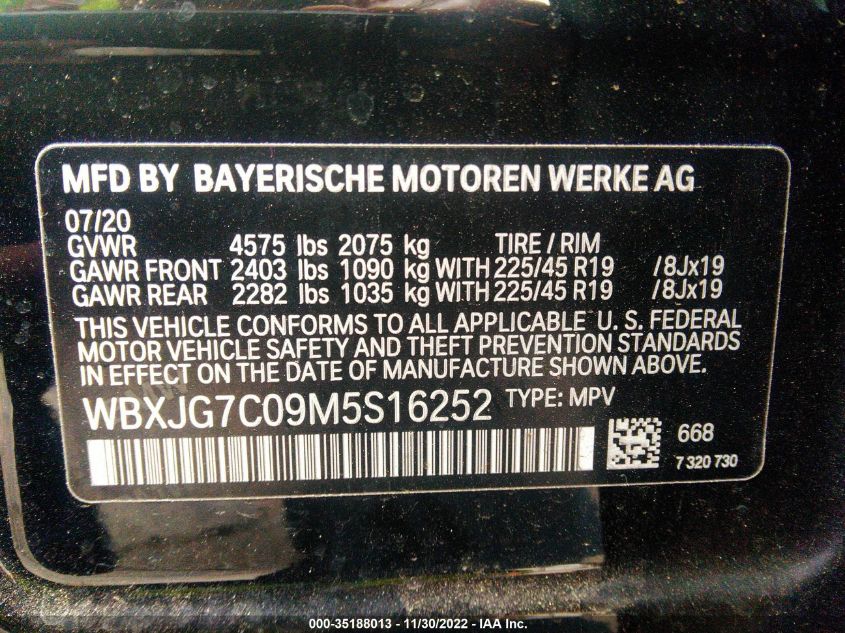 MFD BY BAYERISCHE MOTOREN WERKE AG
07/20
GVWR 4575 lbs 2075 kg TIRE / RIM
GAWR FRONT 2403 lbs 1090 kg WITH 225/45 R19 /8Jx19
GAWR REAR 2282 lbs 1035 kg WITH 225/45 R19 /8Jx19
THIS VEHICLE CONFORMS TO ALL APPLICABLE U. S. FEDERAL
MOTOR VEHICLE SAFETY AND THEFT PREVENTION STANDARDS
IN EFFECT ON THE DATE OF MANUFACTURE SHOWN ABOVE.
WBXJG7C09M5S16252 TYPE: MPV
668
7 320 730
000-35188013 - 11/30/2022 - IAA Inc.